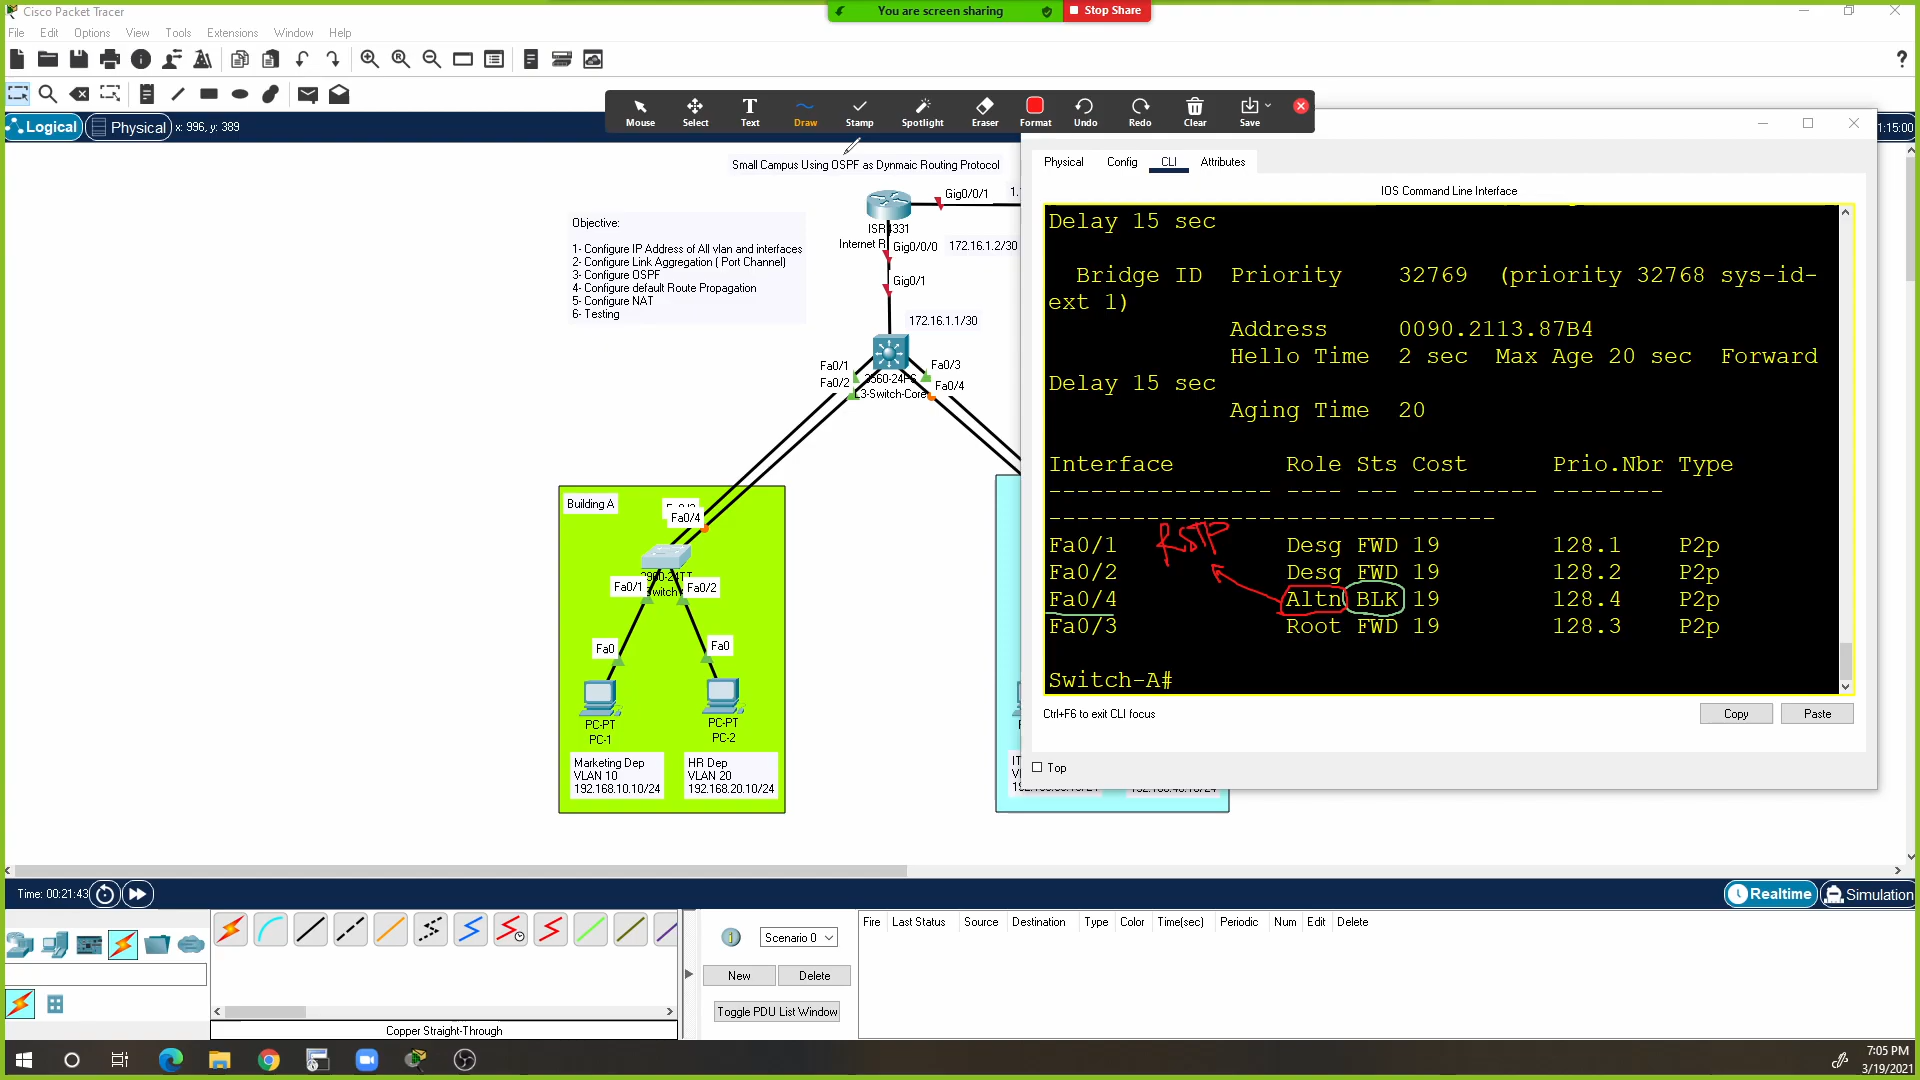 Cisco Packet Tracer
You are screen sharing
Stop Share
File Edit Options View Tools Extensions Window Help
Mouse Select Text Draw Stamp Spotlight Eraser Format Undo Redo Clear Save
Logical Physical x: 996, y: 389
1:15:00
Small Campus Using OSPF as Dynmaic Routing Protocol
Objective:
1- Configure IP Address of All vlan and interfaces
2- Configure Link Aggregation ( Port Channel)
3- Configure OSPF
4- Configure default Route Propagation
5- Configure NAT
6- Testing
Gig0/0/1
Internet R
Gig0/0/0 172.16.1.2/30
Gig0/1
172.16.1.1/30
Fa0/1 Fa0/3
Fa0/2 Fa0/4
3560-24PS
L3-Switch-Core
Building A
Fa0/4
Fa0/1 Fa0/2
Fa0 Fa0
PC-PT PC-PT
PC-1 PC-2
Marketing Dep
VLAN 10
192.168.10.10/24
HR Dep
VLAN 20
192.168.20.10/24
Physical Config CLI Attributes
IOS Command Line Interface
Delay 15 sec
Bridge ID Priority 32769 (priority 32768 sys-id-
ext 1)
Address 0090.2113.87B4
Hello Time 2 sec Max Age 20 sec Forward
Delay 15 sec
Aging Time 20
Interface Role Sts Cost Prio.Nbr Type
---------------- ---- --- --------- --------
--------------------------------
RSTP
Fa0/1 Desg FWD 19 128.1 P2p
Fa0/2 Desg FWD 19 128.2 P2p
Fa0/4 Altn BLK 19 128.4 P2p
Fa0/3 Root FWD 19 128.3 P2p
Switch-A#
Ctrl+F6 to exit CLI focus
Copy Paste
Top
Time: 00:21:43
Realtime Simulation
Scenario 0
New Delete
Toggle PDU List Window
Fire Last Status Source Destination Type Color Time(sec) Periodic Num Edit Delete
Copper Straight-Through
7:05 PM
3/19/2021